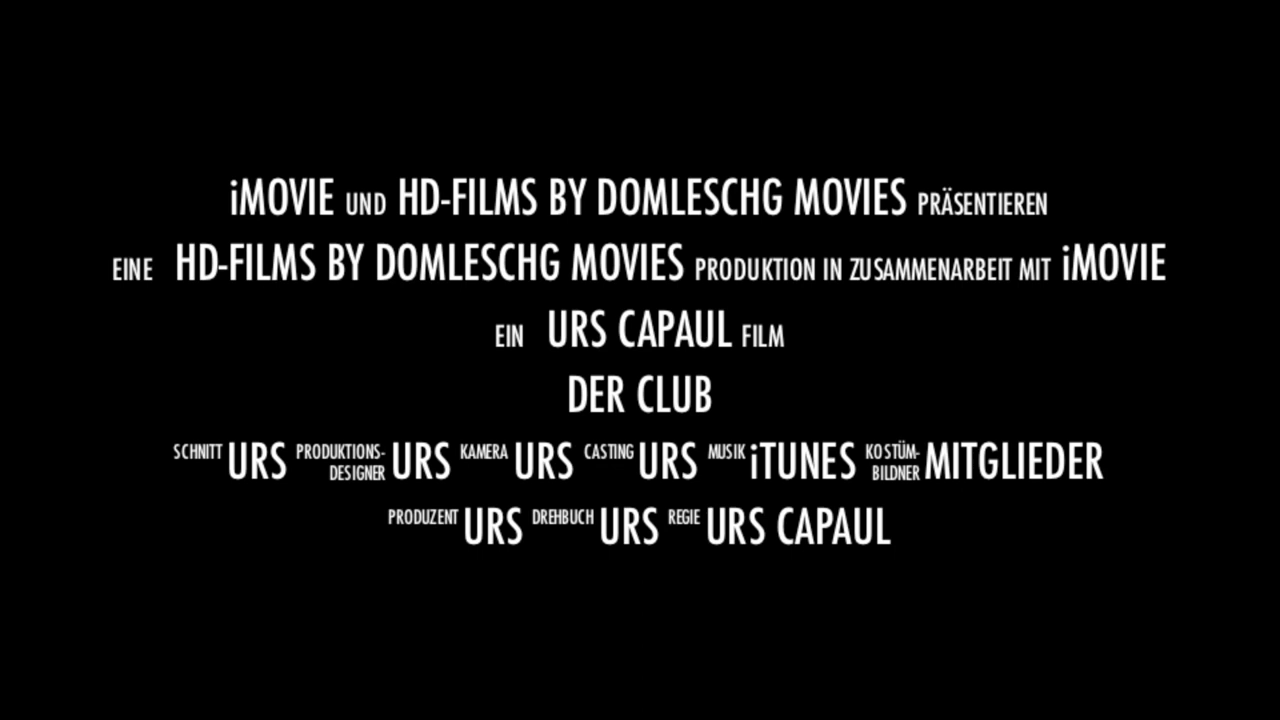 iMOVIE UND HD-FILMS BY DOMLESCHG MOVIES PRÄSENTIEREN
EINE HD-FILMS BY DOMLESCHG MOVIES PRODUKTION IN ZUSAMMENARBEIT MIT iMOVIE
EIN URS CAPAUL FILM
DER CLUB
SCHNITT URS PRODUKTIONS-DESIGNER URS KAMERA URS CASTING URS MUSIK iTUNES KOSTÜM-BILDNER MITGLIEDER
PRODUZENT URS DREHBUCH URS REGIE URS CAPAUL